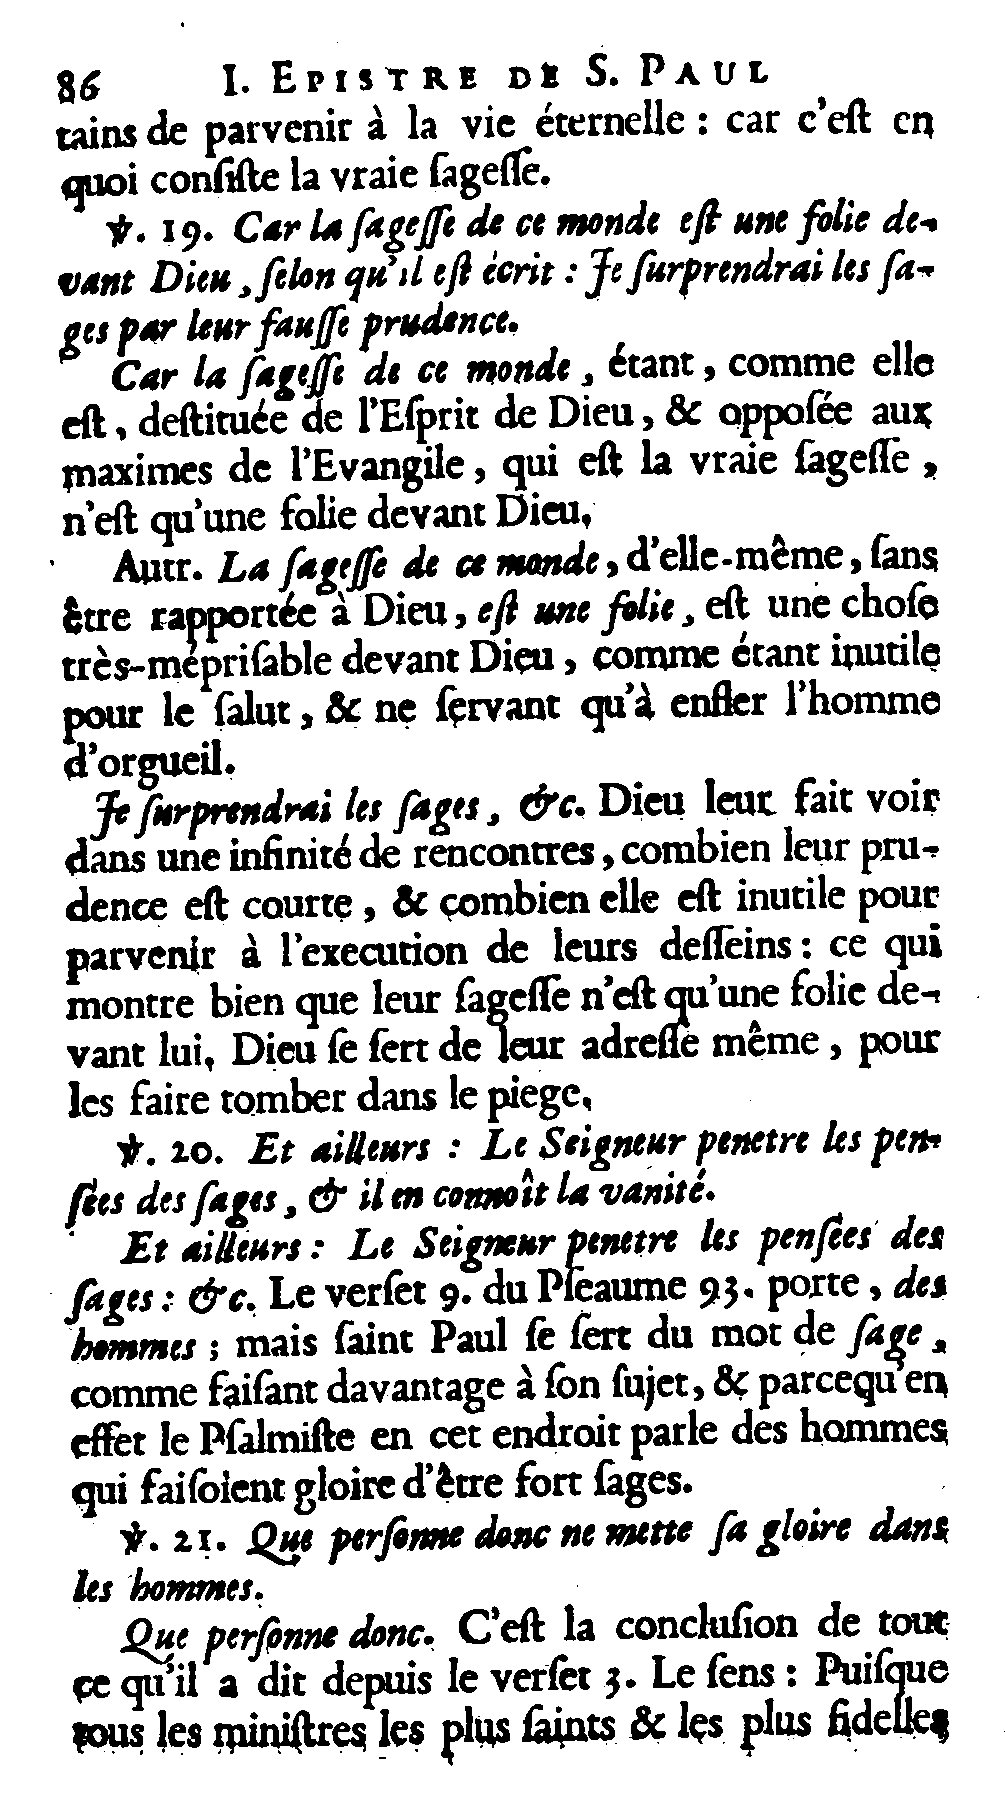 86 I. EPISTRE DE S. PAUL
tains de parvenir à la vie éternelle : car c'eſt en
quoi conſiſte la vraie ſageſſe.
℣. 19. Car la ſageſſe de ce monde eſt une folie de-
vant Dieu, ſelon qu'il eſt écrit : Je ſurprendrai les ſa-
ges par leur fauſſe prudence.
Car la ſageſſe de ce monde, étant, comme elle
eſt, deſtituée de l'Eſprit de Dieu, & oppoſée aux
maximes de l'Evangile, qui eſt la vraie ſageſſe,
n'eſt qu'une folie devant Dieu.
Autr. La ſageſſe de ce monde, d'elle-même, ſans
être rapportée à Dieu, eſt une folie, eſt une choſe
très-mépriſable devant Dieu, comme étant inutile
pour le ſalut, & ne ſervant qu'à enfler l'homme
d'orgueil.
Je ſurprendrai les ſages, &c. Dieu leur fait voir
dans une infinité de rencontres, combien leur pru-
dence eſt courte, & combien elle eſt inutile pour
parvenir à l'execution de leurs deſſeins : ce qui
montre bien que leur ſageſſe n'eſt qu'une folie de-
vant lui. Dieu ſe ſert de leur adreſſe même, pour
les faire tomber dans le piege.
℣. 20. Et ailleurs : Le Seigneur penetre les pen-
ſées des ſages, & il en connoît la vanité.
Et ailleurs : Le Seigneur penetre les penſées des
ſages : &c. Le verſet 9. du Pſeaume 93. porte, des
hommes ; mais ſaint Paul ſe ſert du mot de ſage,
comme faiſant davantage à ſon ſujet, & parcequ'en
effet le Pſalmiſte en cet endroit parle des hommes
qui faiſoient gloire d'être fort ſages.
℣. 21. Que perſonne donc ne mette ſa gloire dans
les hommes.
Que perſonne donc. C'eſt la concluſion de tout
ce qu'il a dit depuis le verſet 3. Le ſens : Puiſque
tous les miniſtres les plus ſaints & les plus fidelles